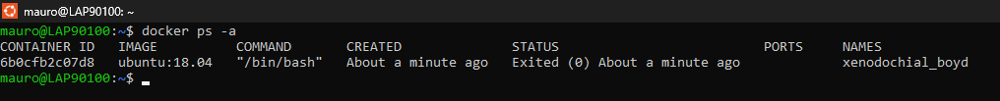 mauro@LAP90100: ~
mauro@LAP90100:~$ docker ps -a
CONTAINER ID   IMAGE          COMMAND       CREATED              STATUS                          PORTS     NAMES
6b0cfb2c07d8   ubuntu:18.04   "/bin/bash"   About a minute ago   Exited (0) About a minute ago             xenodochial_boyd
mauro@LAP90100:~$